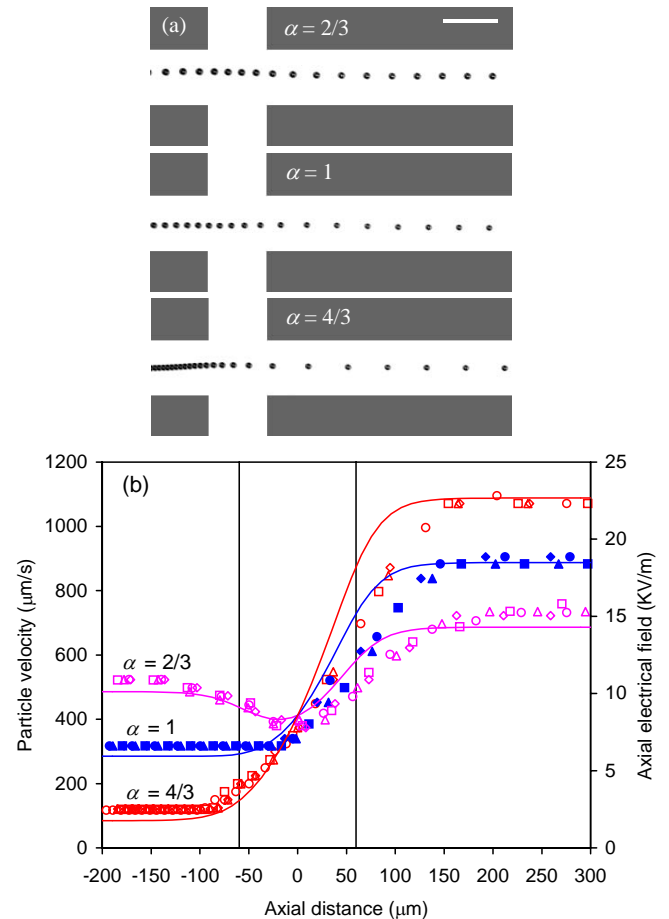 (a)
α = 2/3
α = 1
α = 4/3
(b)
1200
1000
800
600
400
200
0
Particle velocity (μm/s)
25
20
15
10
5
0
Axial electrical field (KV/m)
α = 2/3
α = 1
α = 4/3
-200 -150 -100 -50 0 50 100 150 200 250 300
Axial distance (μm)